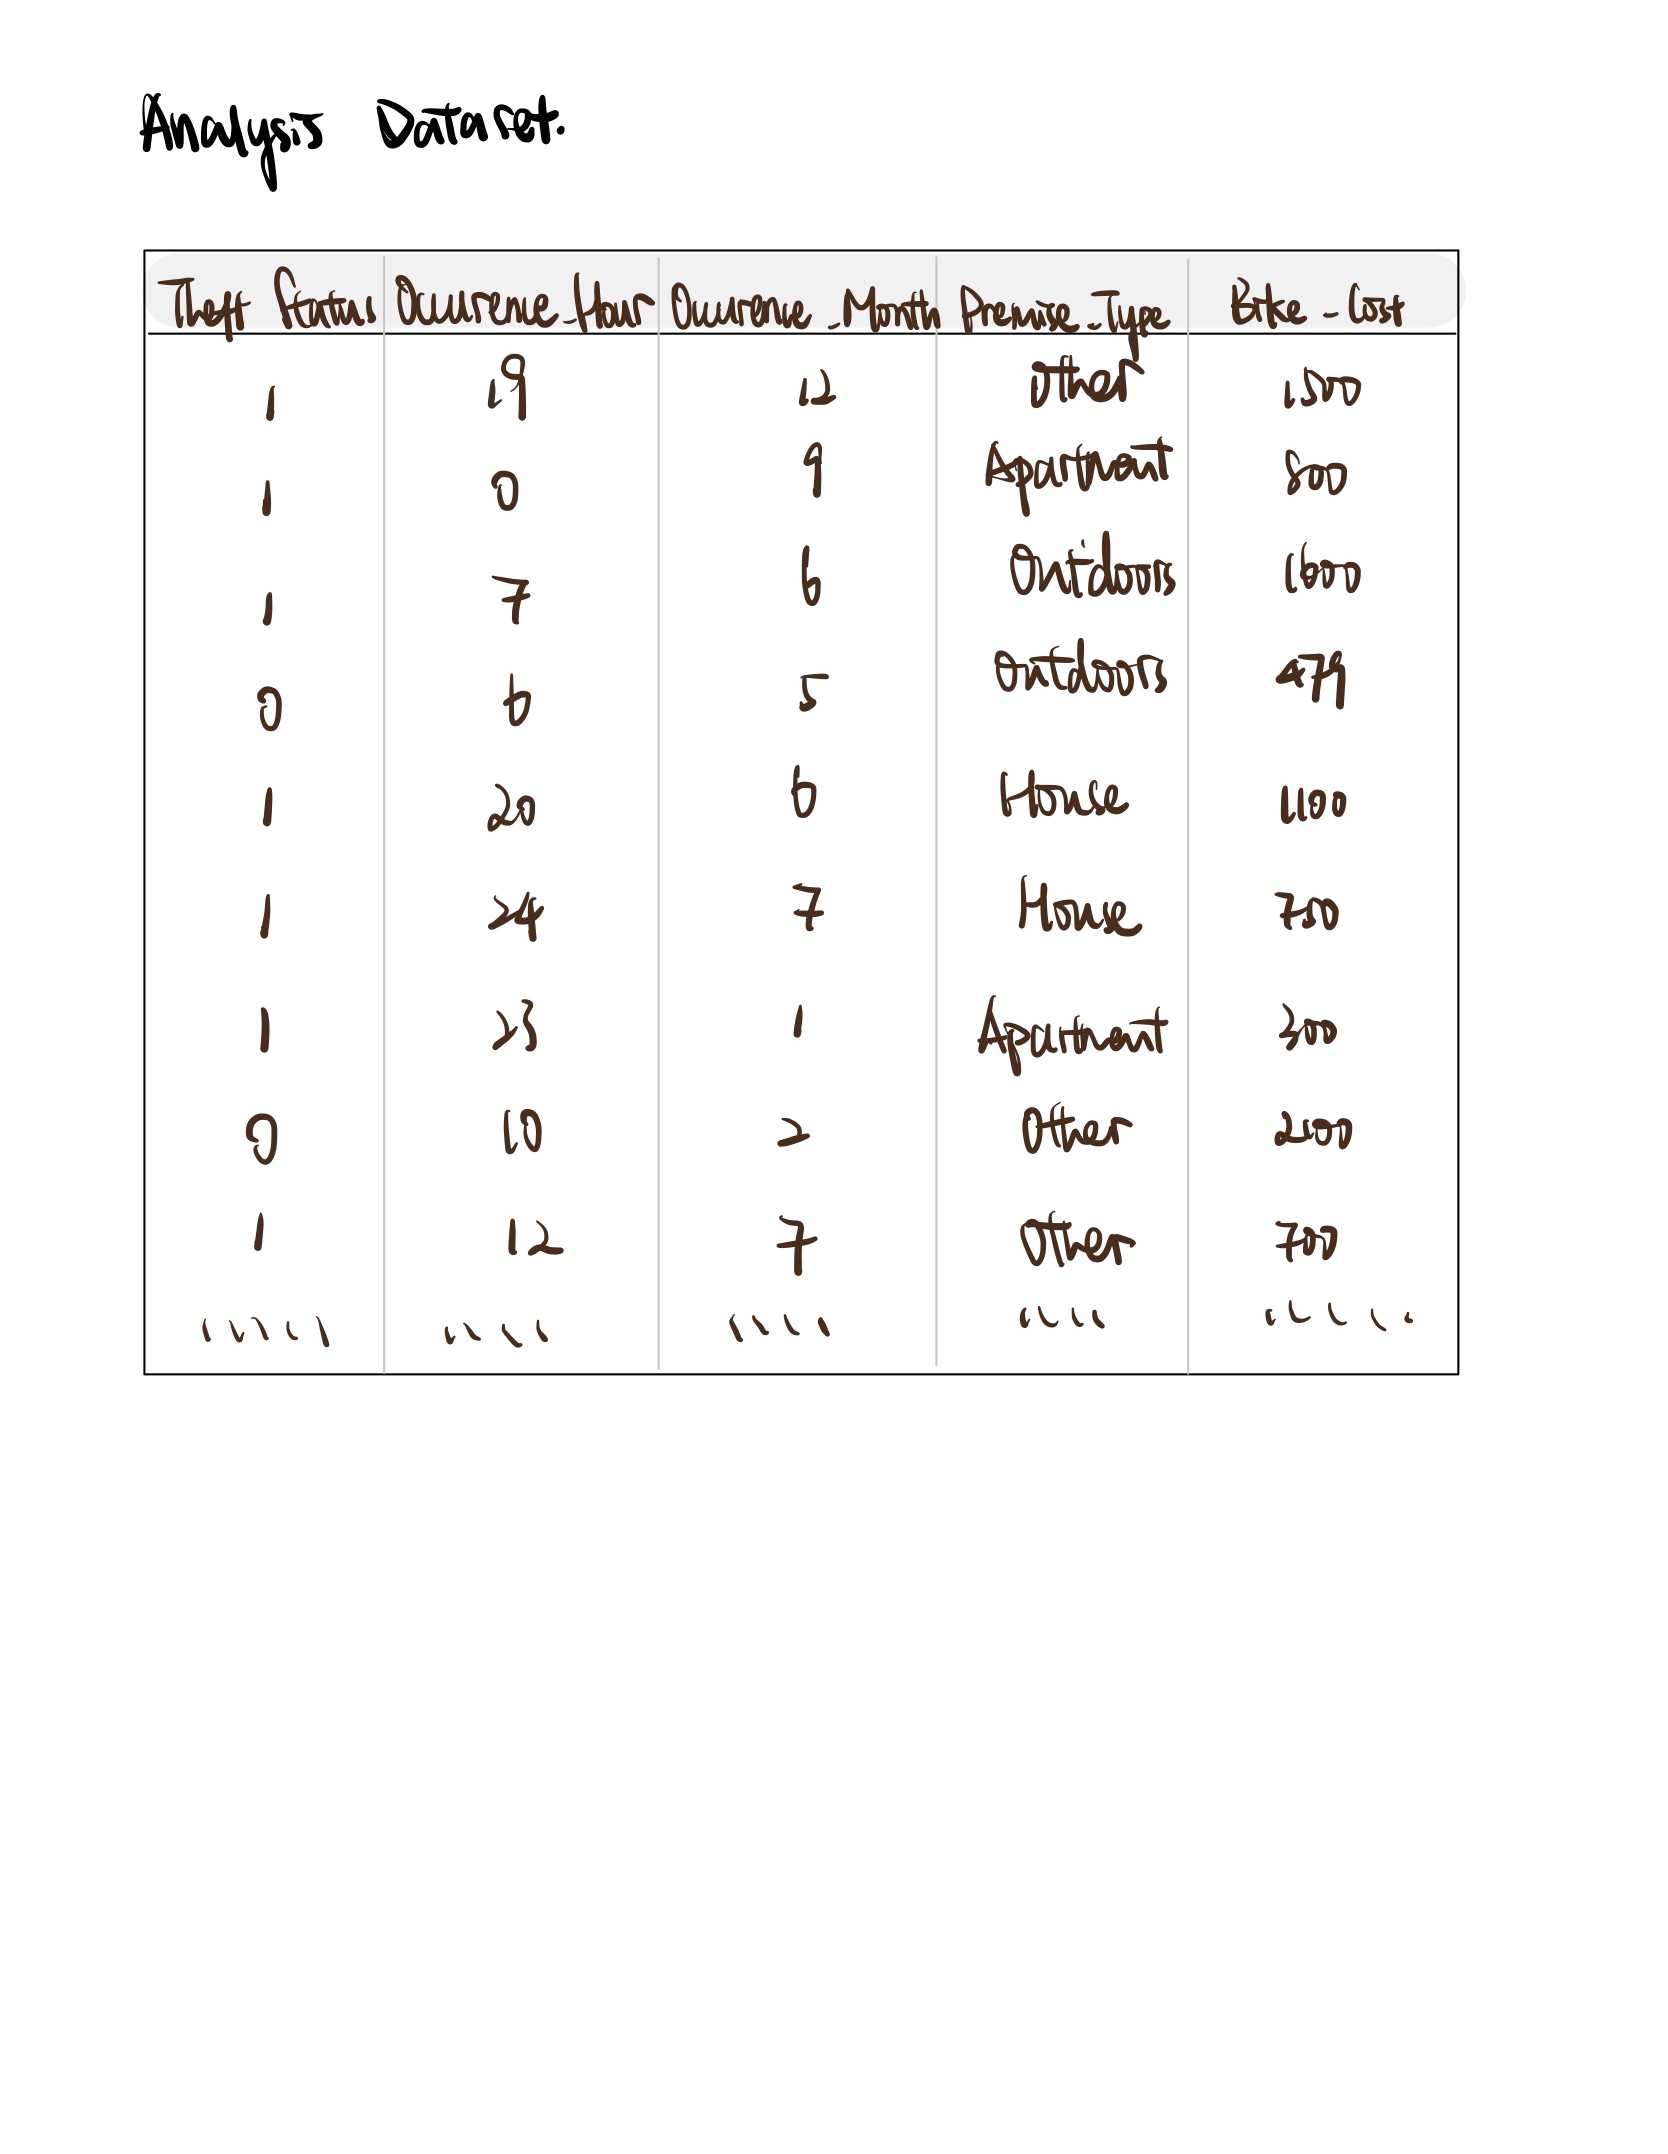 Analysis Dataset.
Theft Status Occurence_Hour Occurence_Month Premise_Type Bike_Cost
1 19 12 Other 1500
1 0 9 Apartment 800
1 7 6 Outdoors 1600
0 6 5 Outdoors 479
1 20 6 House 1100
1 24 7 House 750
1 23 1 Apartment 300
0 10 2 Other 2100
1 12 7 Other 700